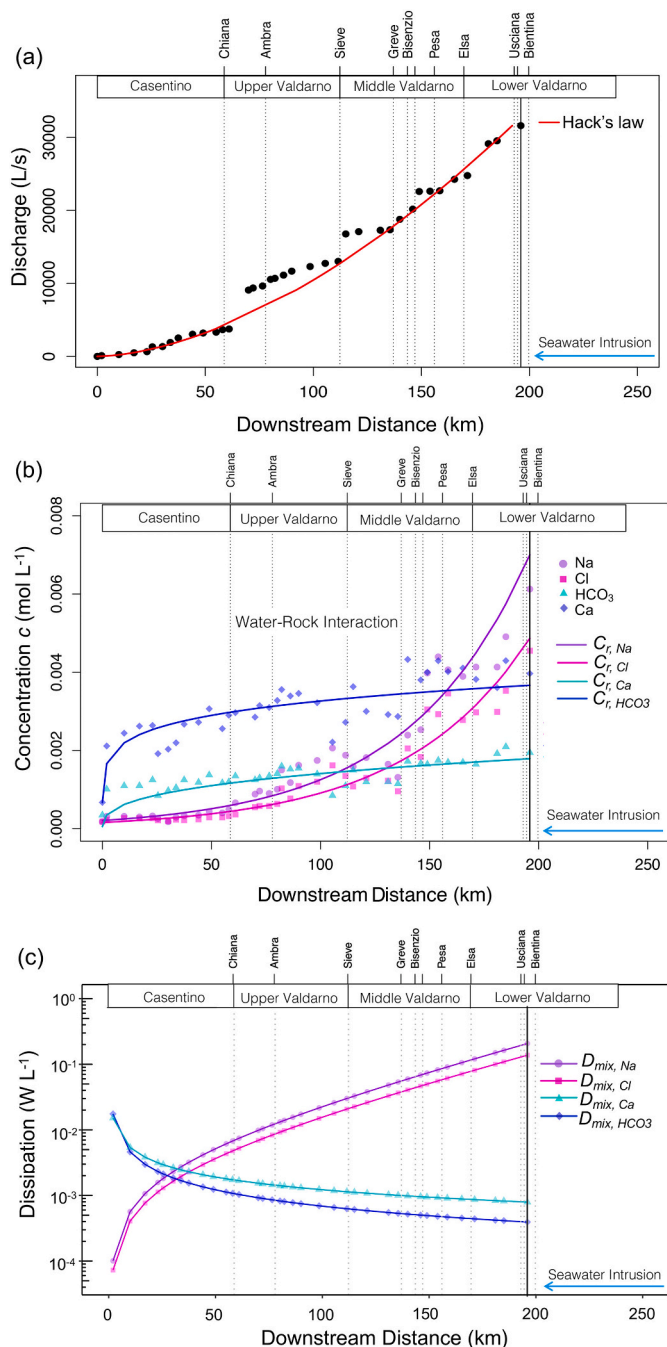 (a)
Chiana
Ambra
Sieve
Greve
Bisenzio
Pesa
Elsa
Usciana
Bientina
Casentino
Upper Valdarno
Middle Valdarno
Lower Valdarno
Discharge (L/s)
30000
20000
10000
0
Hack's law
Seawater Intrusion
0
50
100
150
200
250
Downstream Distance (km)
(b)
Chiana
Ambra
Sieve
Greve
Bisenzio
Pesa
Elsa
Usciana
Bientina
Casentino
Upper Valdarno
Middle Valdarno
Lower Valdarno
Concentration c (mol L-1)
0.008
0.006
0.004
0.002
0.000
Water-Rock Interaction
Na
Cl
HCO3
Ca
Cr, Na
Cr, Cl
Cr, Ca
Cr, HCO3
Seawater Intrusion
0
50
100
150
200
250
Downstream Distance (km)
(c)
Chiana
Ambra
Sieve
Greve
Bisenzio
Pesa
Elsa
Usciana
Bientina
Casentino
Upper Valdarno
Middle Valdarno
Lower Valdarno
Dissipation (W L-1)
100
10-1
10-2
10-3
10-4
Dmix, Na
Dmix, Cl
Dmix, Ca
Dmix, HCO3
Seawater Intrusion
0
50
100
150
200
250
Downstream Distance (km)